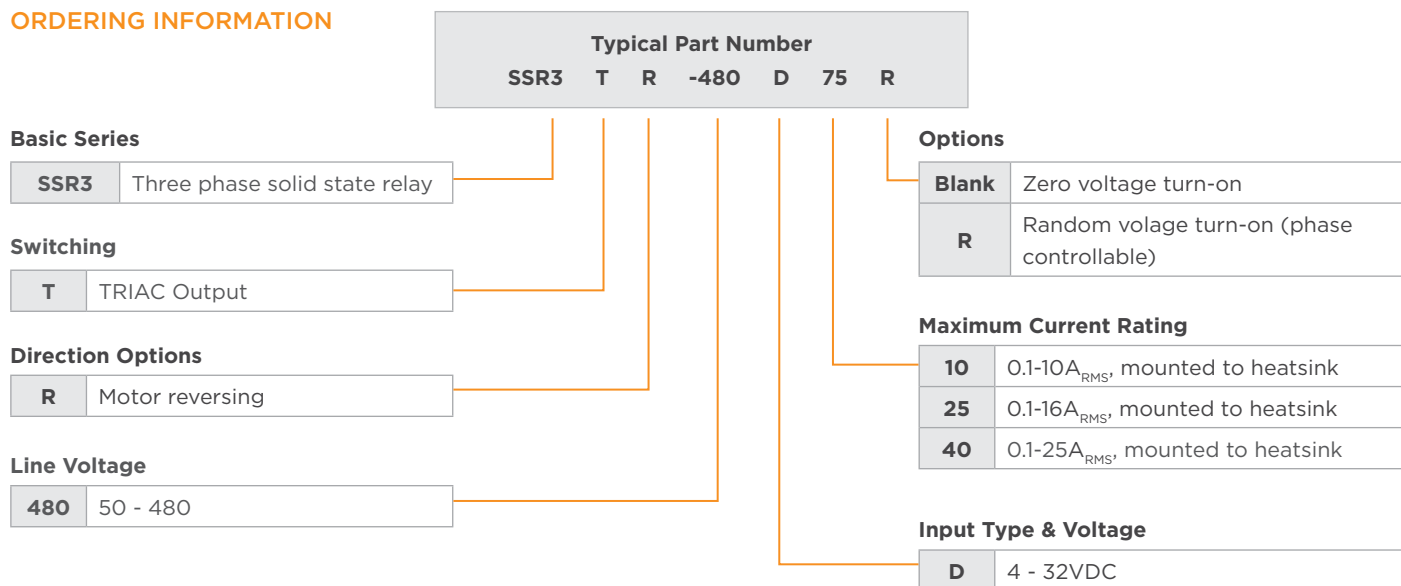 ORDERING INFORMATION
Typical Part Number
SSR3 T R -480 D 75 R
Basic Series
SSR3 Three phase solid state relay
Switching
T TRIAC Output
Direction Options
R Motor reversing
Line Voltage
480 50 - 480
Options
Blank Zero voltage turn-on
R Random volage turn-on (phase
controllable)
Maximum Current Rating
10 0.1-10ARMS, mounted to heatsink
25 0.1-16ARMS, mounted to heatsink
40 0.1-25ARMS, mounted to heatsink
Input Type & Voltage
D 4 - 32VDC